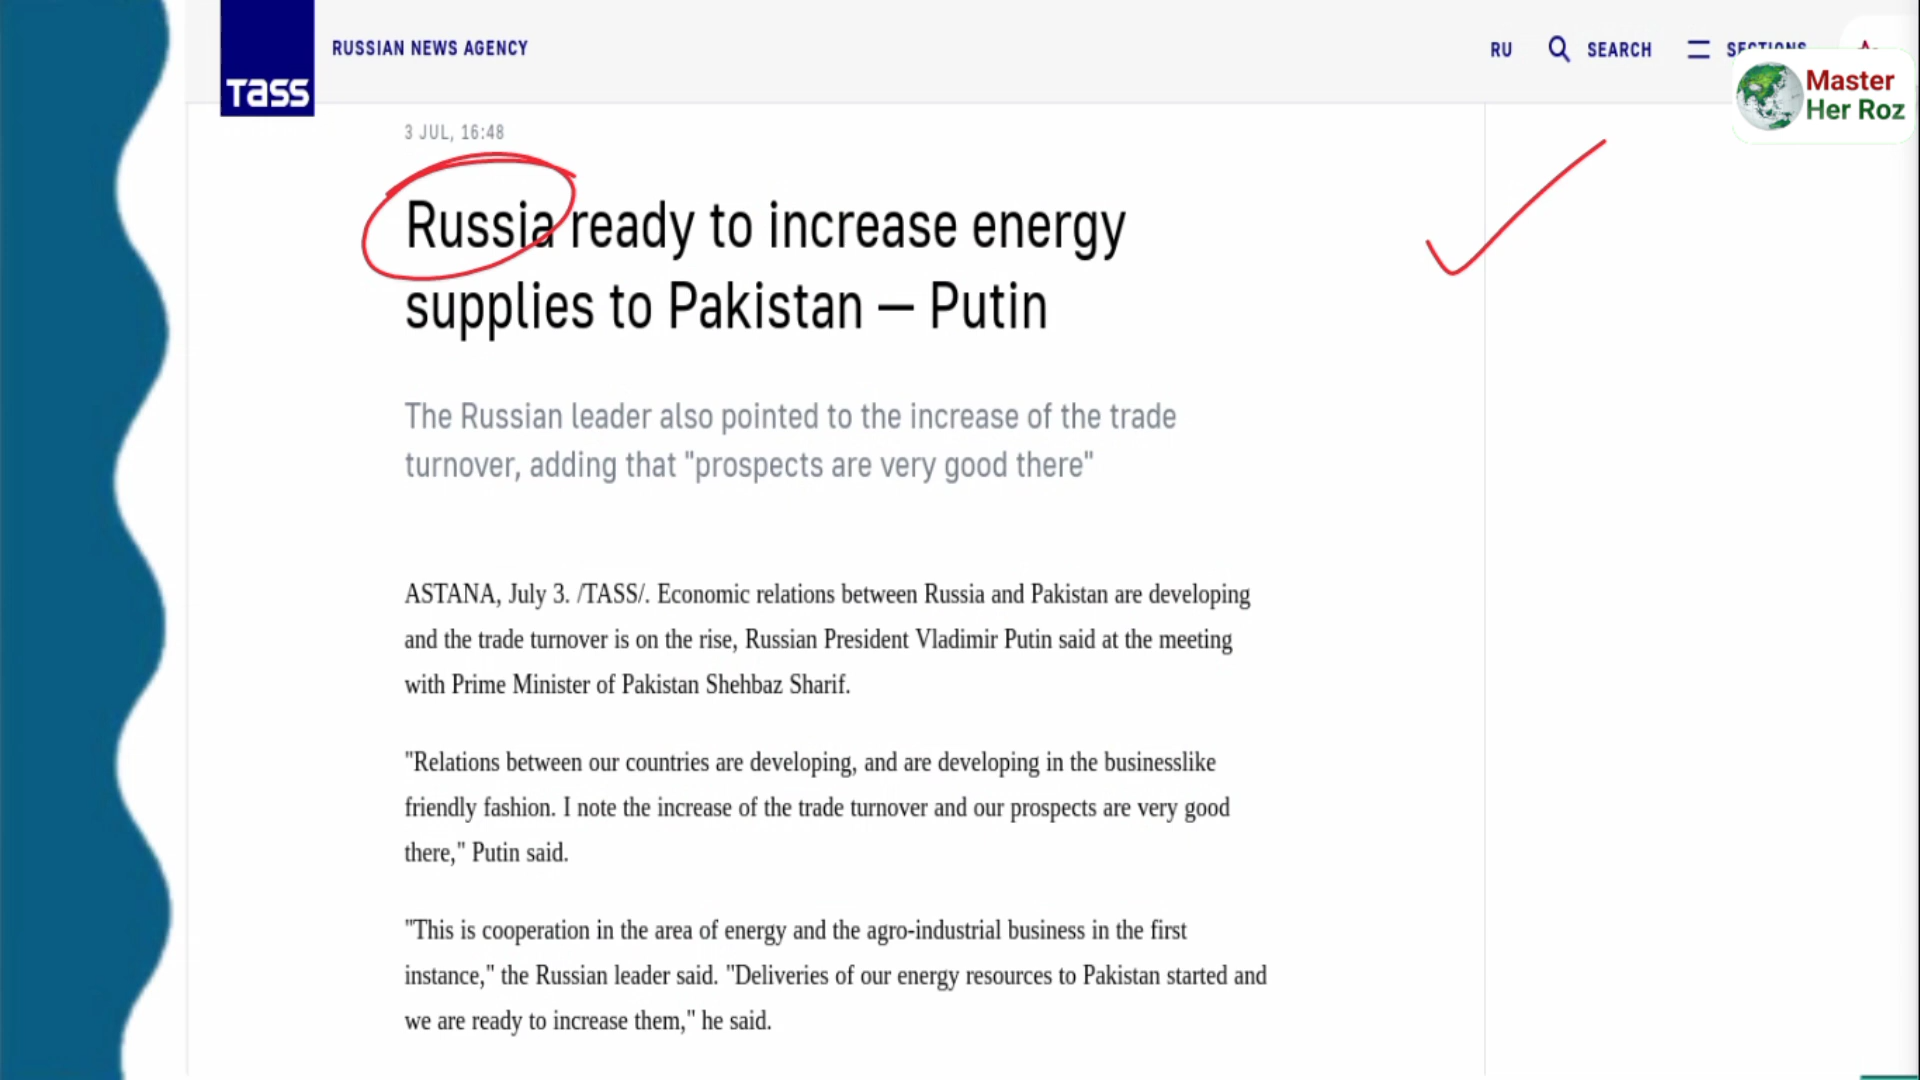 TASS
RUSSIAN NEWS AGENCY
RU
SEARCH
SECTIONS
Master
Her Roz
3 JUL, 16:48
Russia ready to increase energy
supplies to Pakistan — Putin
The Russian leader also pointed to the increase of the trade
turnover, adding that "prospects are very good there"
ASTANA, July 3. /TASS/. Economic relations between Russia and Pakistan are developing
and the trade turnover is on the rise, Russian President Vladimir Putin said at the meeting
with Prime Minister of Pakistan Shehbaz Sharif.
"Relations between our countries are developing, and are developing in the businesslike
friendly fashion. I note the increase of the trade turnover and our prospects are very good
there," Putin said.
"This is cooperation in the area of energy and the agro-industrial business in the first
instance," the Russian leader said. "Deliveries of our energy resources to Pakistan started and
we are ready to increase them," he said.